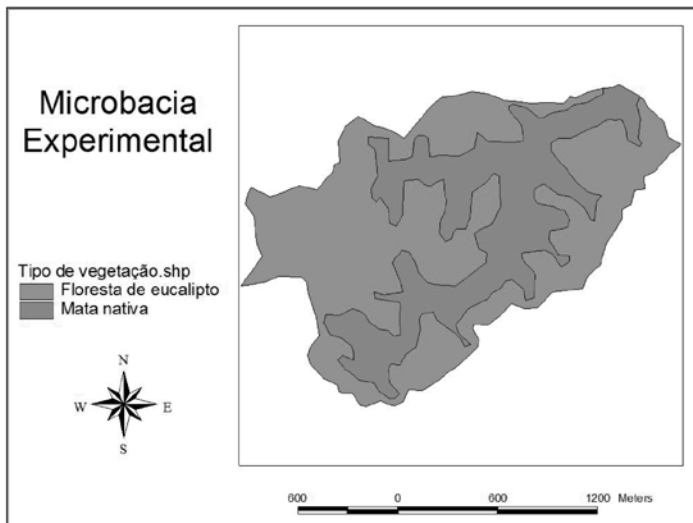 Microbacia
Experimental
Tipo de vegetação.shp
Floresta de eucalipto
Mata nativa
N
W E
S
600 0 600 1200 Meters